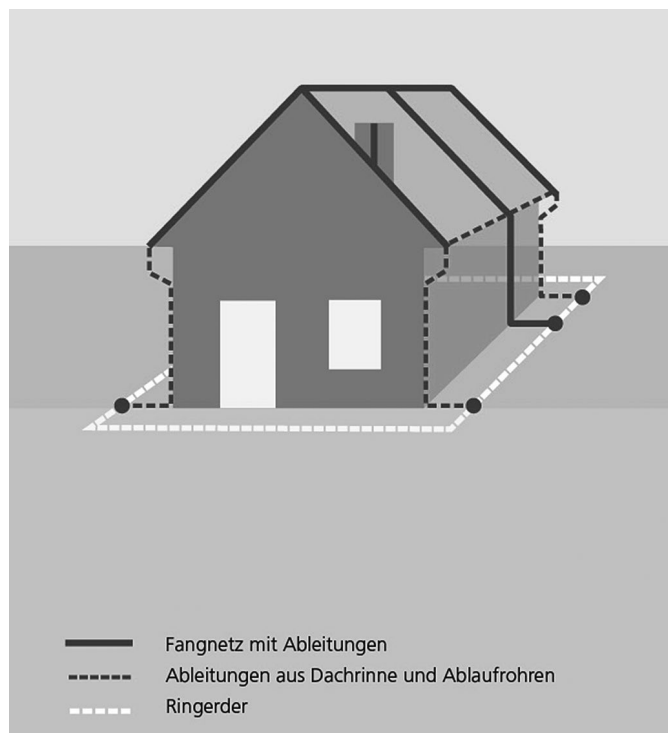 Fangnetz mit Ableitungen
Ableitungen aus Dachrinne und Ablaufrohren
Ringerder